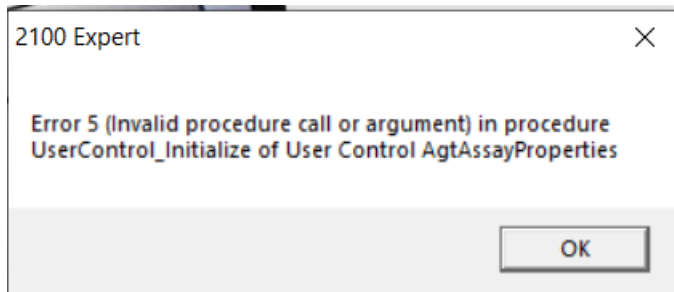 2100 Expert
Error 5 (Invalid procedure call or argument) in procedure
UserControl_Initialize of User Control AgtAssayProperties
OK